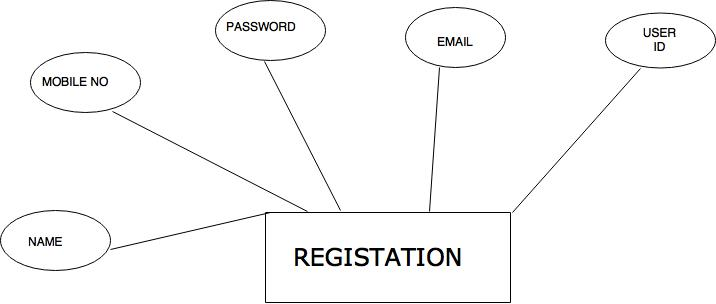 PASSWORD
EMAIL
USER
ID
MOBILE NO
NAME
REGISTATION